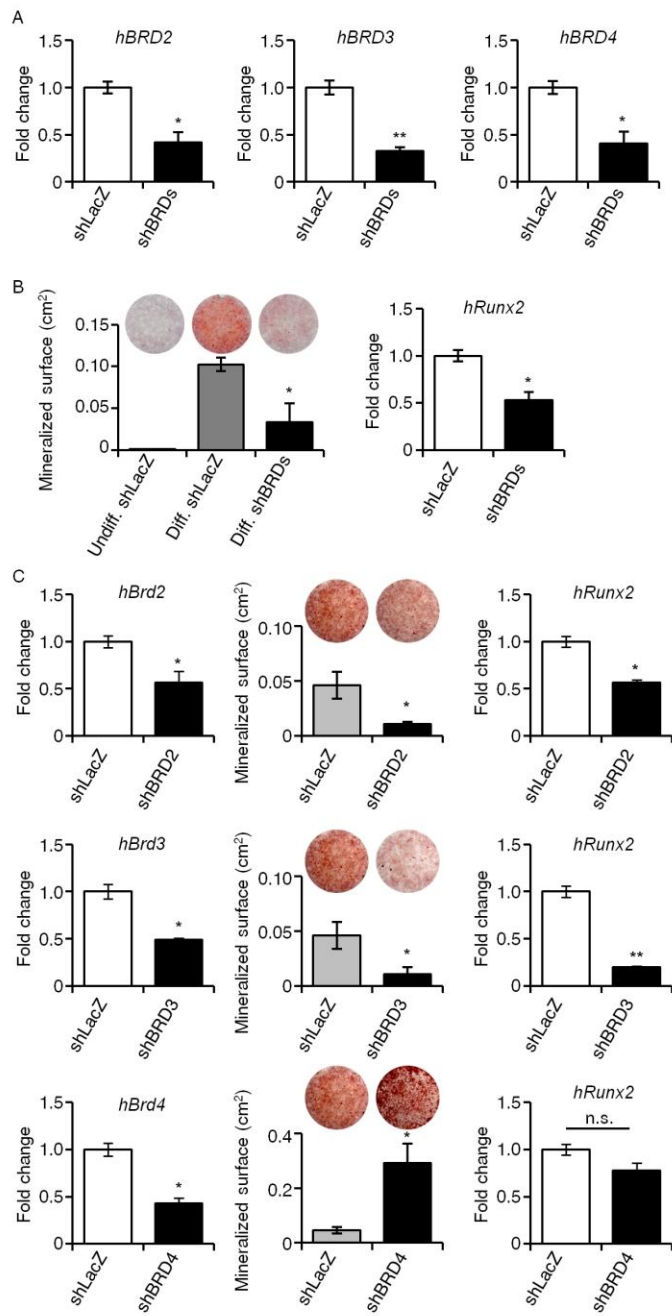 A
hBRD2 hBRD3 hBRD4
Fold change 1.5 1.0 0.5 0 shLacZ shBRDs *
Fold change 1.5 1.0 0.5 0 shLacZ shBRDs **
Fold change 1.5 1.0 0.5 0 shLacZ shBRDs *
B
Mineralized surface (cm²) 0.15 0.10 0.05 0 Undiff. shLacZ Diff. shLacZ Diff. shBRDs *
hRunx2
Fold change 1.5 1.0 0.5 0 shLacZ shBRDs *
C
hBrd2
Fold change 1.5 1.0 0.5 0 shLacZ shBRD2 *
Mineralized surface (cm²) 0.10 0.05 0 shLacZ shBRD2 *
hRunx2
Fold change 1.5 1.0 0.5 0 shLacZ shBRD2 *
hBrd3
Fold change 1.5 1.0 0.5 0 shLacZ shBRD3 *
Mineralized surface (cm²) 0.10 0.05 0 shLacZ shBRD3 *
hRunx2
Fold change 1.5 1.0 0.5 0 shLacZ shBRD3 **
hBrd4
Fold change 1.5 1.0 0.5 0 shLacZ shBRD4 *
Mineralized surface (cm²) 0.4 0.2 0 shLacZ shBRD4 *
hRunx2
n.s.
Fold change 1.5 1.0 0.5 0 shLacZ shBRD4